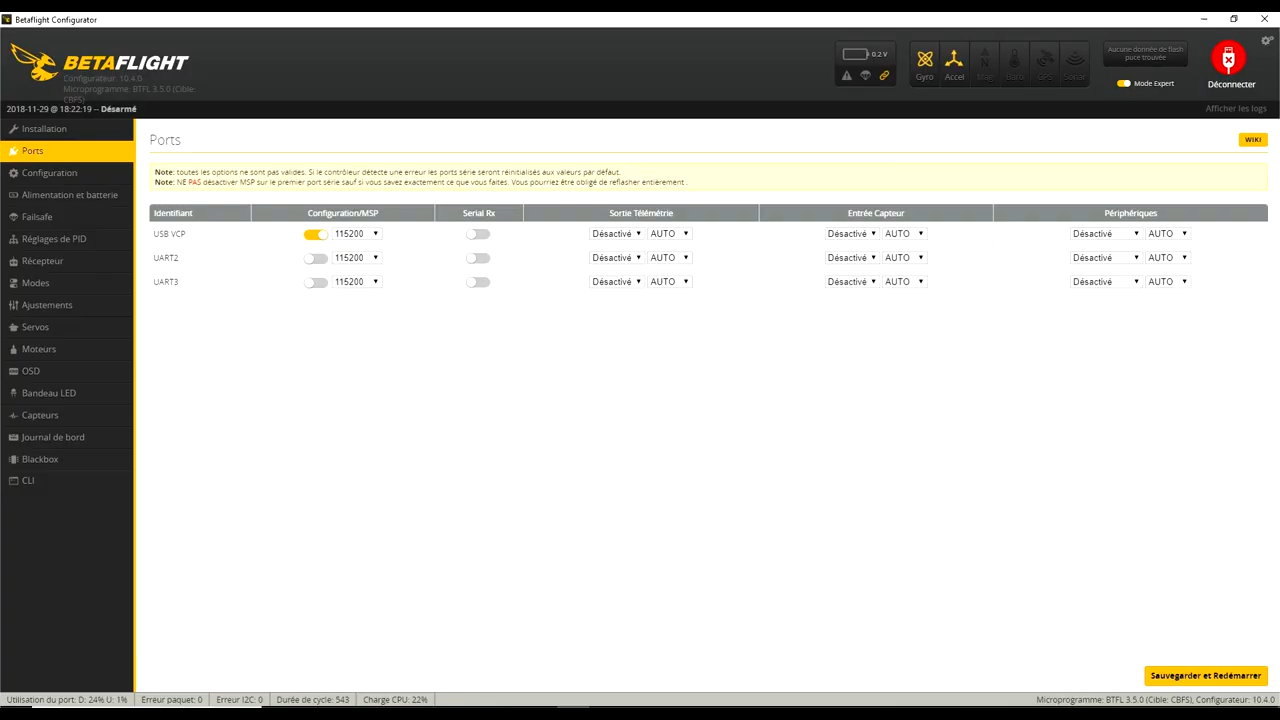 Betaflight Configurator
BETAFLIGHT
Configurateur: 10.4.0
Microprogramme: BTFL 3.5.0 (Cible:
CBFS)
0.2 V
Gyro
Accel
Mag
Baro
GPS
Sonar
Aucune donnée de flash
puce trouvée
Mode Expert
Déconnecter
2018-11-29 @ 18:22:19 -- Désarmé
Afficher les logs
Installation
Ports
Configuration
Alimentation et batterie
Failsafe
Réglages de PID
Récepteur
Modes
Ajustements
Servos
Moteurs
OSD
Bandeau LED
Capteurs
Journal de bord
Blackbox
CLI
Ports
WIKI
Note: toutes les options ne sont pas valides. Si le contrôleur détecte une erreur les ports série seront réinitialisés aux valeurs par défaut.
Note: NE PAS désactiver MSP sur le premier port série sauf si vous savez exactement ce que vous faites. Vous pourriez être obligé de reflasher entièrement .
Identifiant Configuration/MSP Serial Rx Sortie Télémétrie Entrée Capteur Périphériques
USB VCP 115200 Désactivé AUTO Désactivé AUTO Désactivé AUTO
UART2 115200 Désactivé AUTO Désactivé AUTO Désactivé AUTO
UART3 115200 Désactivé AUTO Désactivé AUTO Désactivé AUTO
Sauvegarder et Redémarrer
Utilisation du port: D: 24% U: 1% Erreur paquet: 0 Erreur I2C: 0 Durée de cycle: 543 Charge CPU: 22% Microprogramme: BTFL 3.5.0 (Cible: CBFS), Configurateur: 10.4.0